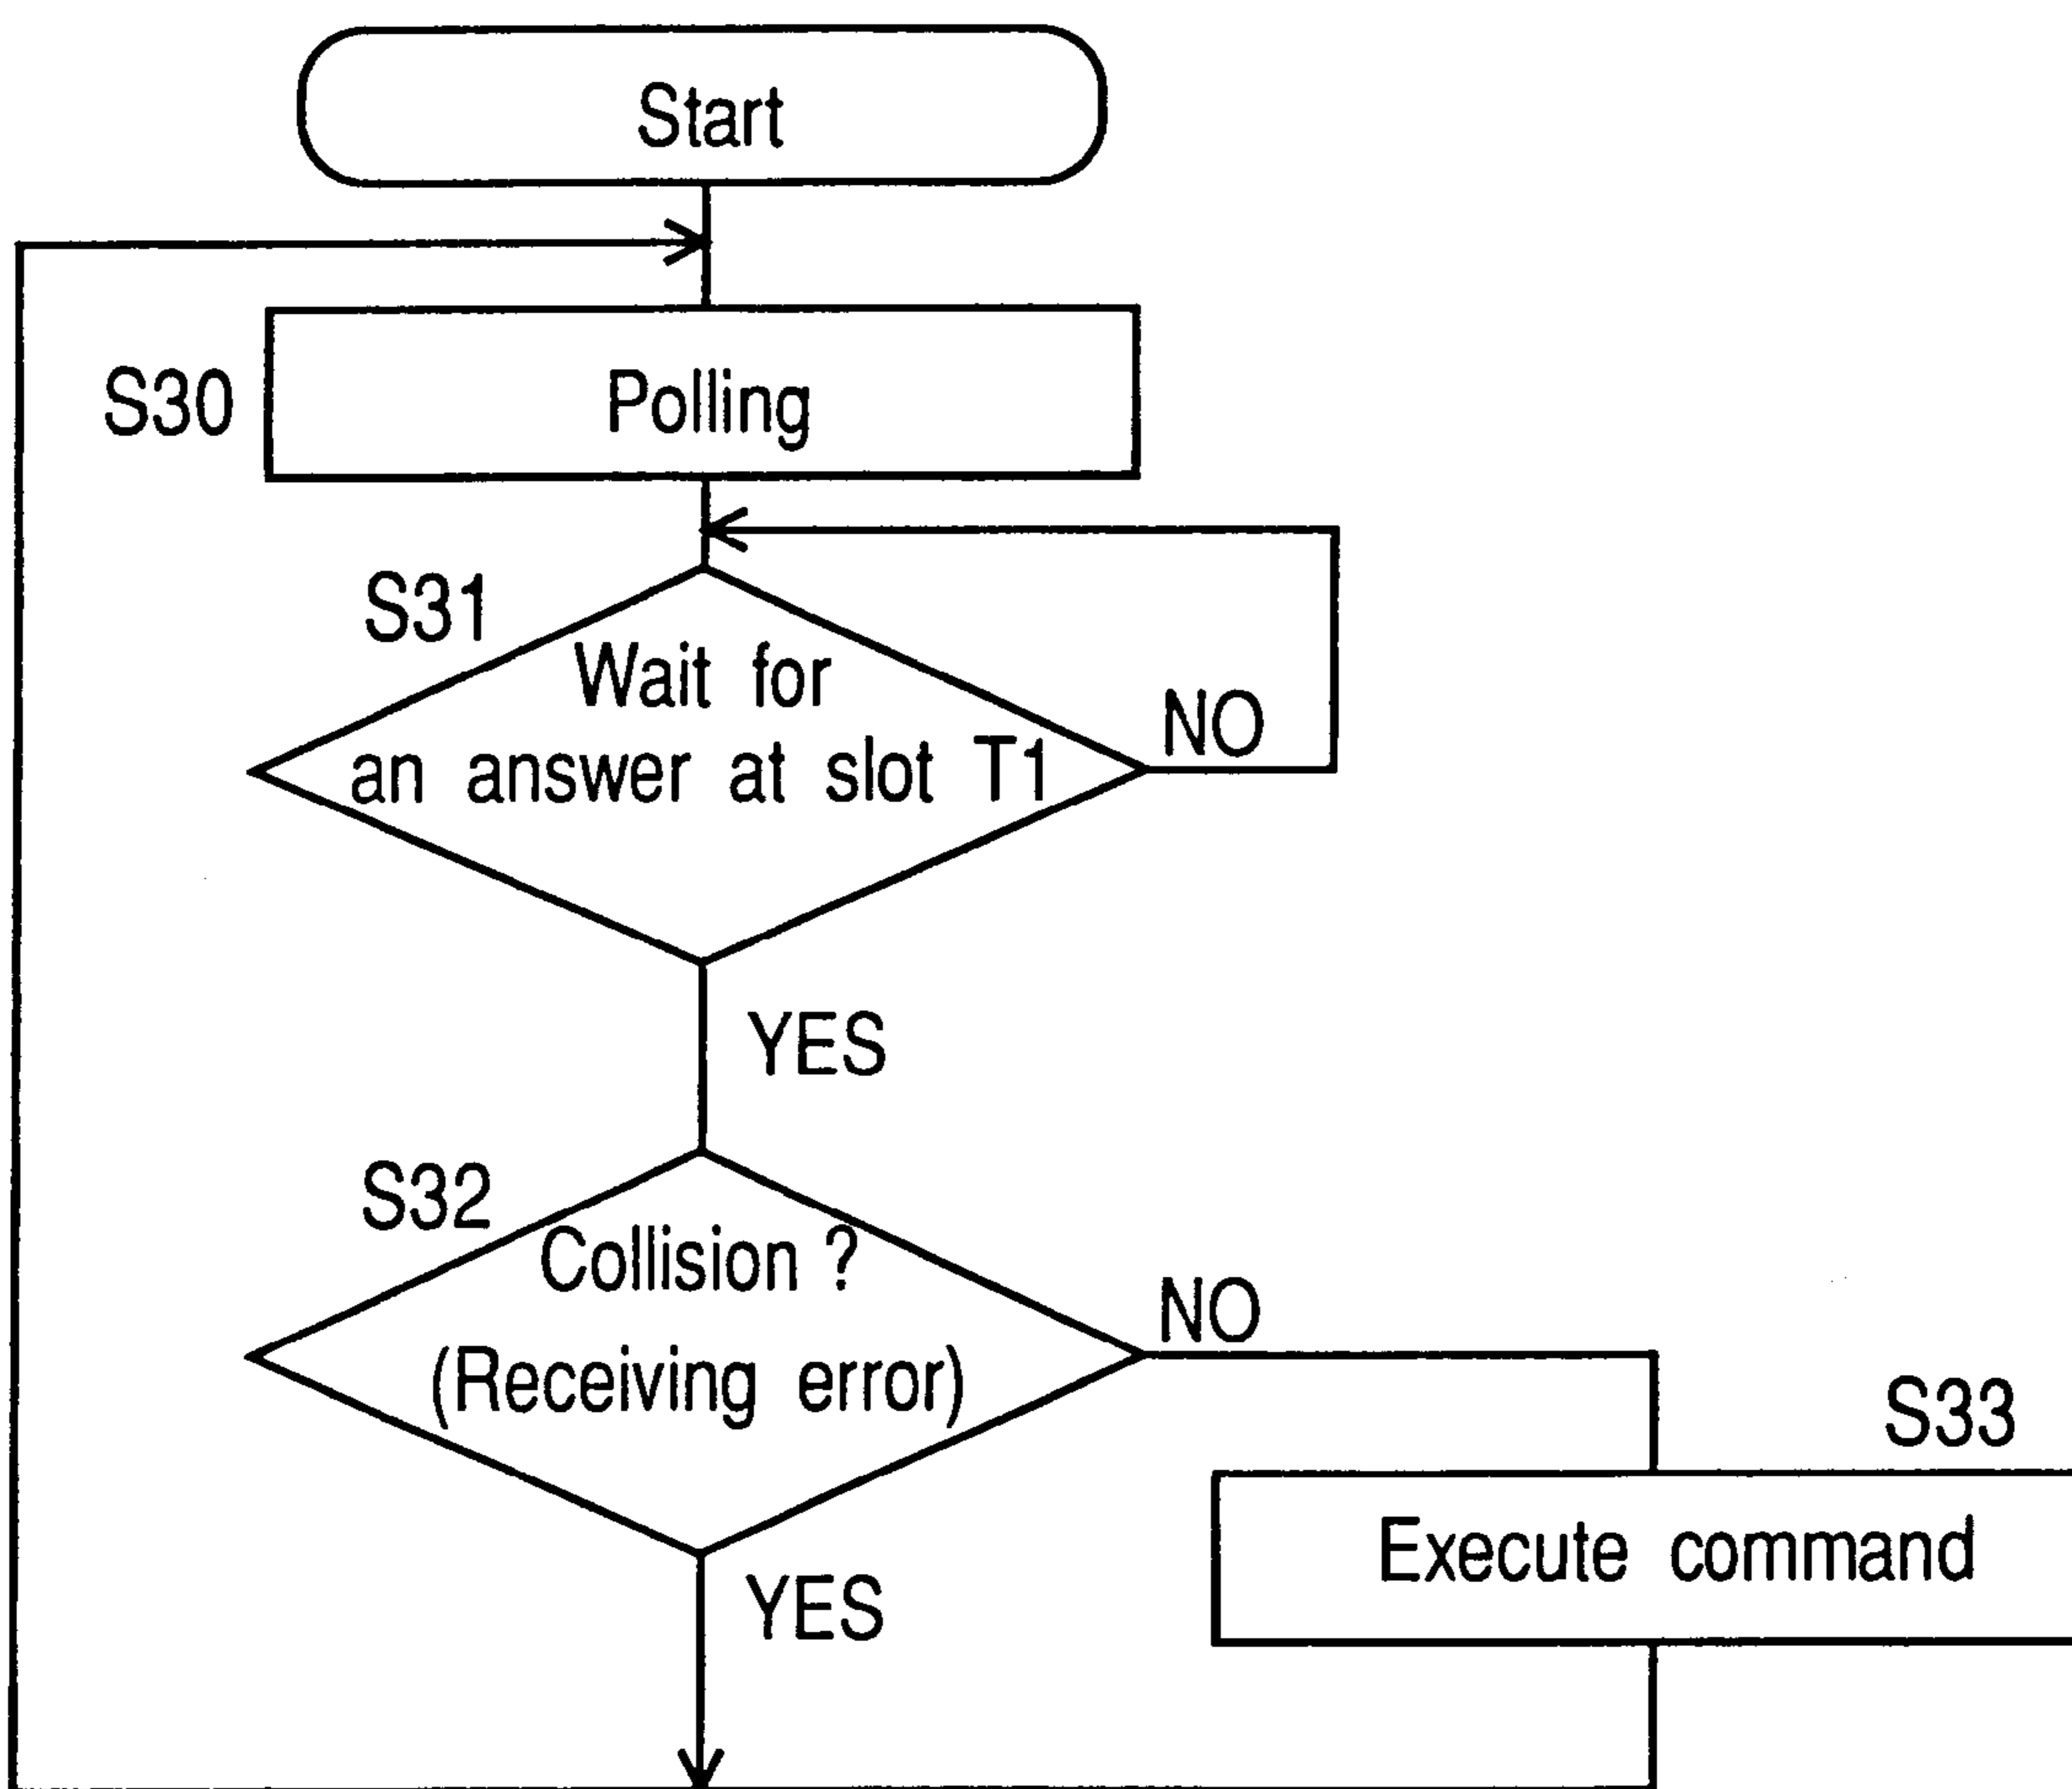 Start
S30
Polling
S31
Wait for
an answer at slot T1
NO
YES
S32
Collision ?
(Receiving error)
NO
S33
Execute command
YES